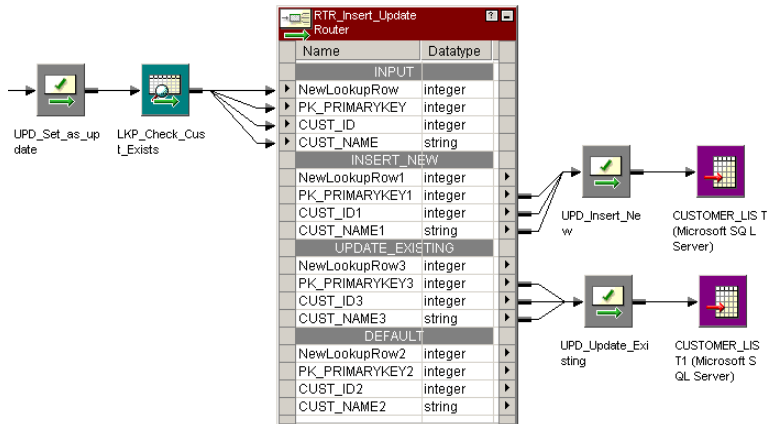 RTR_Insert_Update
Router
Name Datatype
INPUT
NewLookupRow integer
PK_PRIMARYKEY integer
CUST_ID integer
CUST_NAME string
INSERT_NEW
NewLookupRow1 integer
PK_PRIMARYKEY1 integer
CUST_ID1 integer
CUST_NAME1 string
UPDATE_EXISTING
NewLookupRow3 integer
PK_PRIMARYKEY3 integer
CUST_ID3 integer
CUST_NAME3 string
DEFAULT
NewLookupRow2 integer
PK_PRIMARYKEY2 integer
CUST_ID2 integer
CUST_NAME2 string
UPD_Set_as_up
date
LKP_Check_Cus
t_Exists
UPD_Insert_Ne
w
CUSTOMER_LIS T
(Microsoft SQ L
Server)
UPD_Update_Exi
sting
CUSTOMER_LIS
T1 (Microsoft S
QL Server)